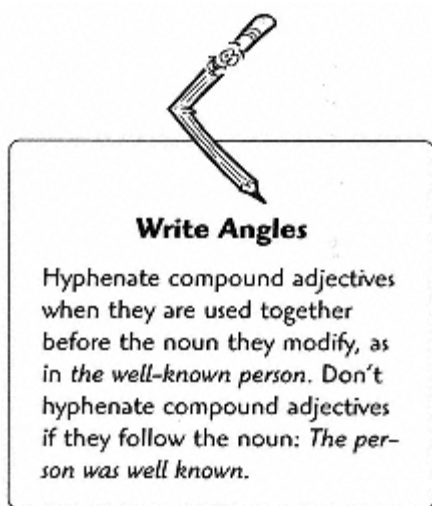 Write Angles
Hyphenate compound adjectives
when they are used together
before the noun they modify, as
in the well-known person. Don't
hyphenate compound adjectives
if they follow the noun: The per-
son was well known.